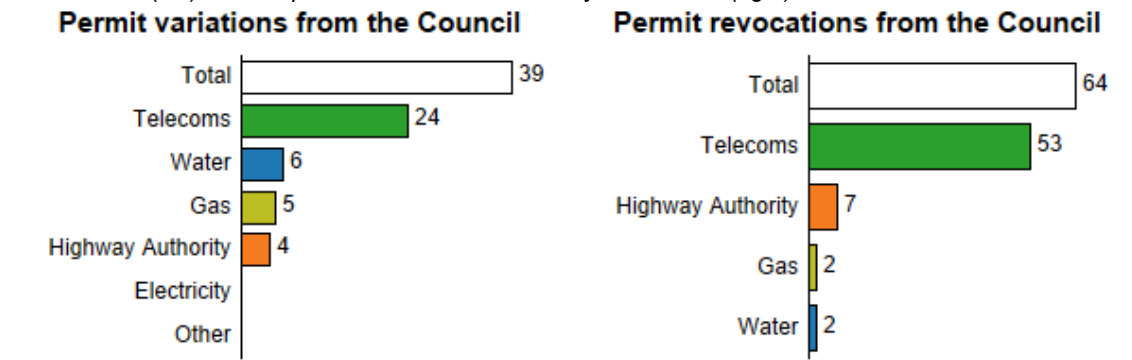 Permit variations from the Council
Total 39
Telecoms 24
Water 6
Gas 5
Highway Authority 4
Electricity
Other
Permit revocations from the Council
Total 64
Telecoms 53
Highway Authority 7
Gas 2
Water 2